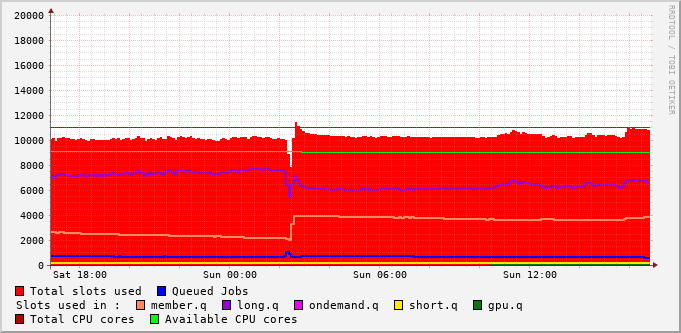 RRDTOOL / TOBI OETIKER
20000
18000
16000
14000
12000
10000
8000
6000
4000
2000
0
Sat 18:00 Sun 00:00 Sun 06:00 Sun 12:00
Total slots used Queued Jobs
Slots used in : member.q long.q ondemand.q short.q gpu.q
Total CPU cores Available CPU cores